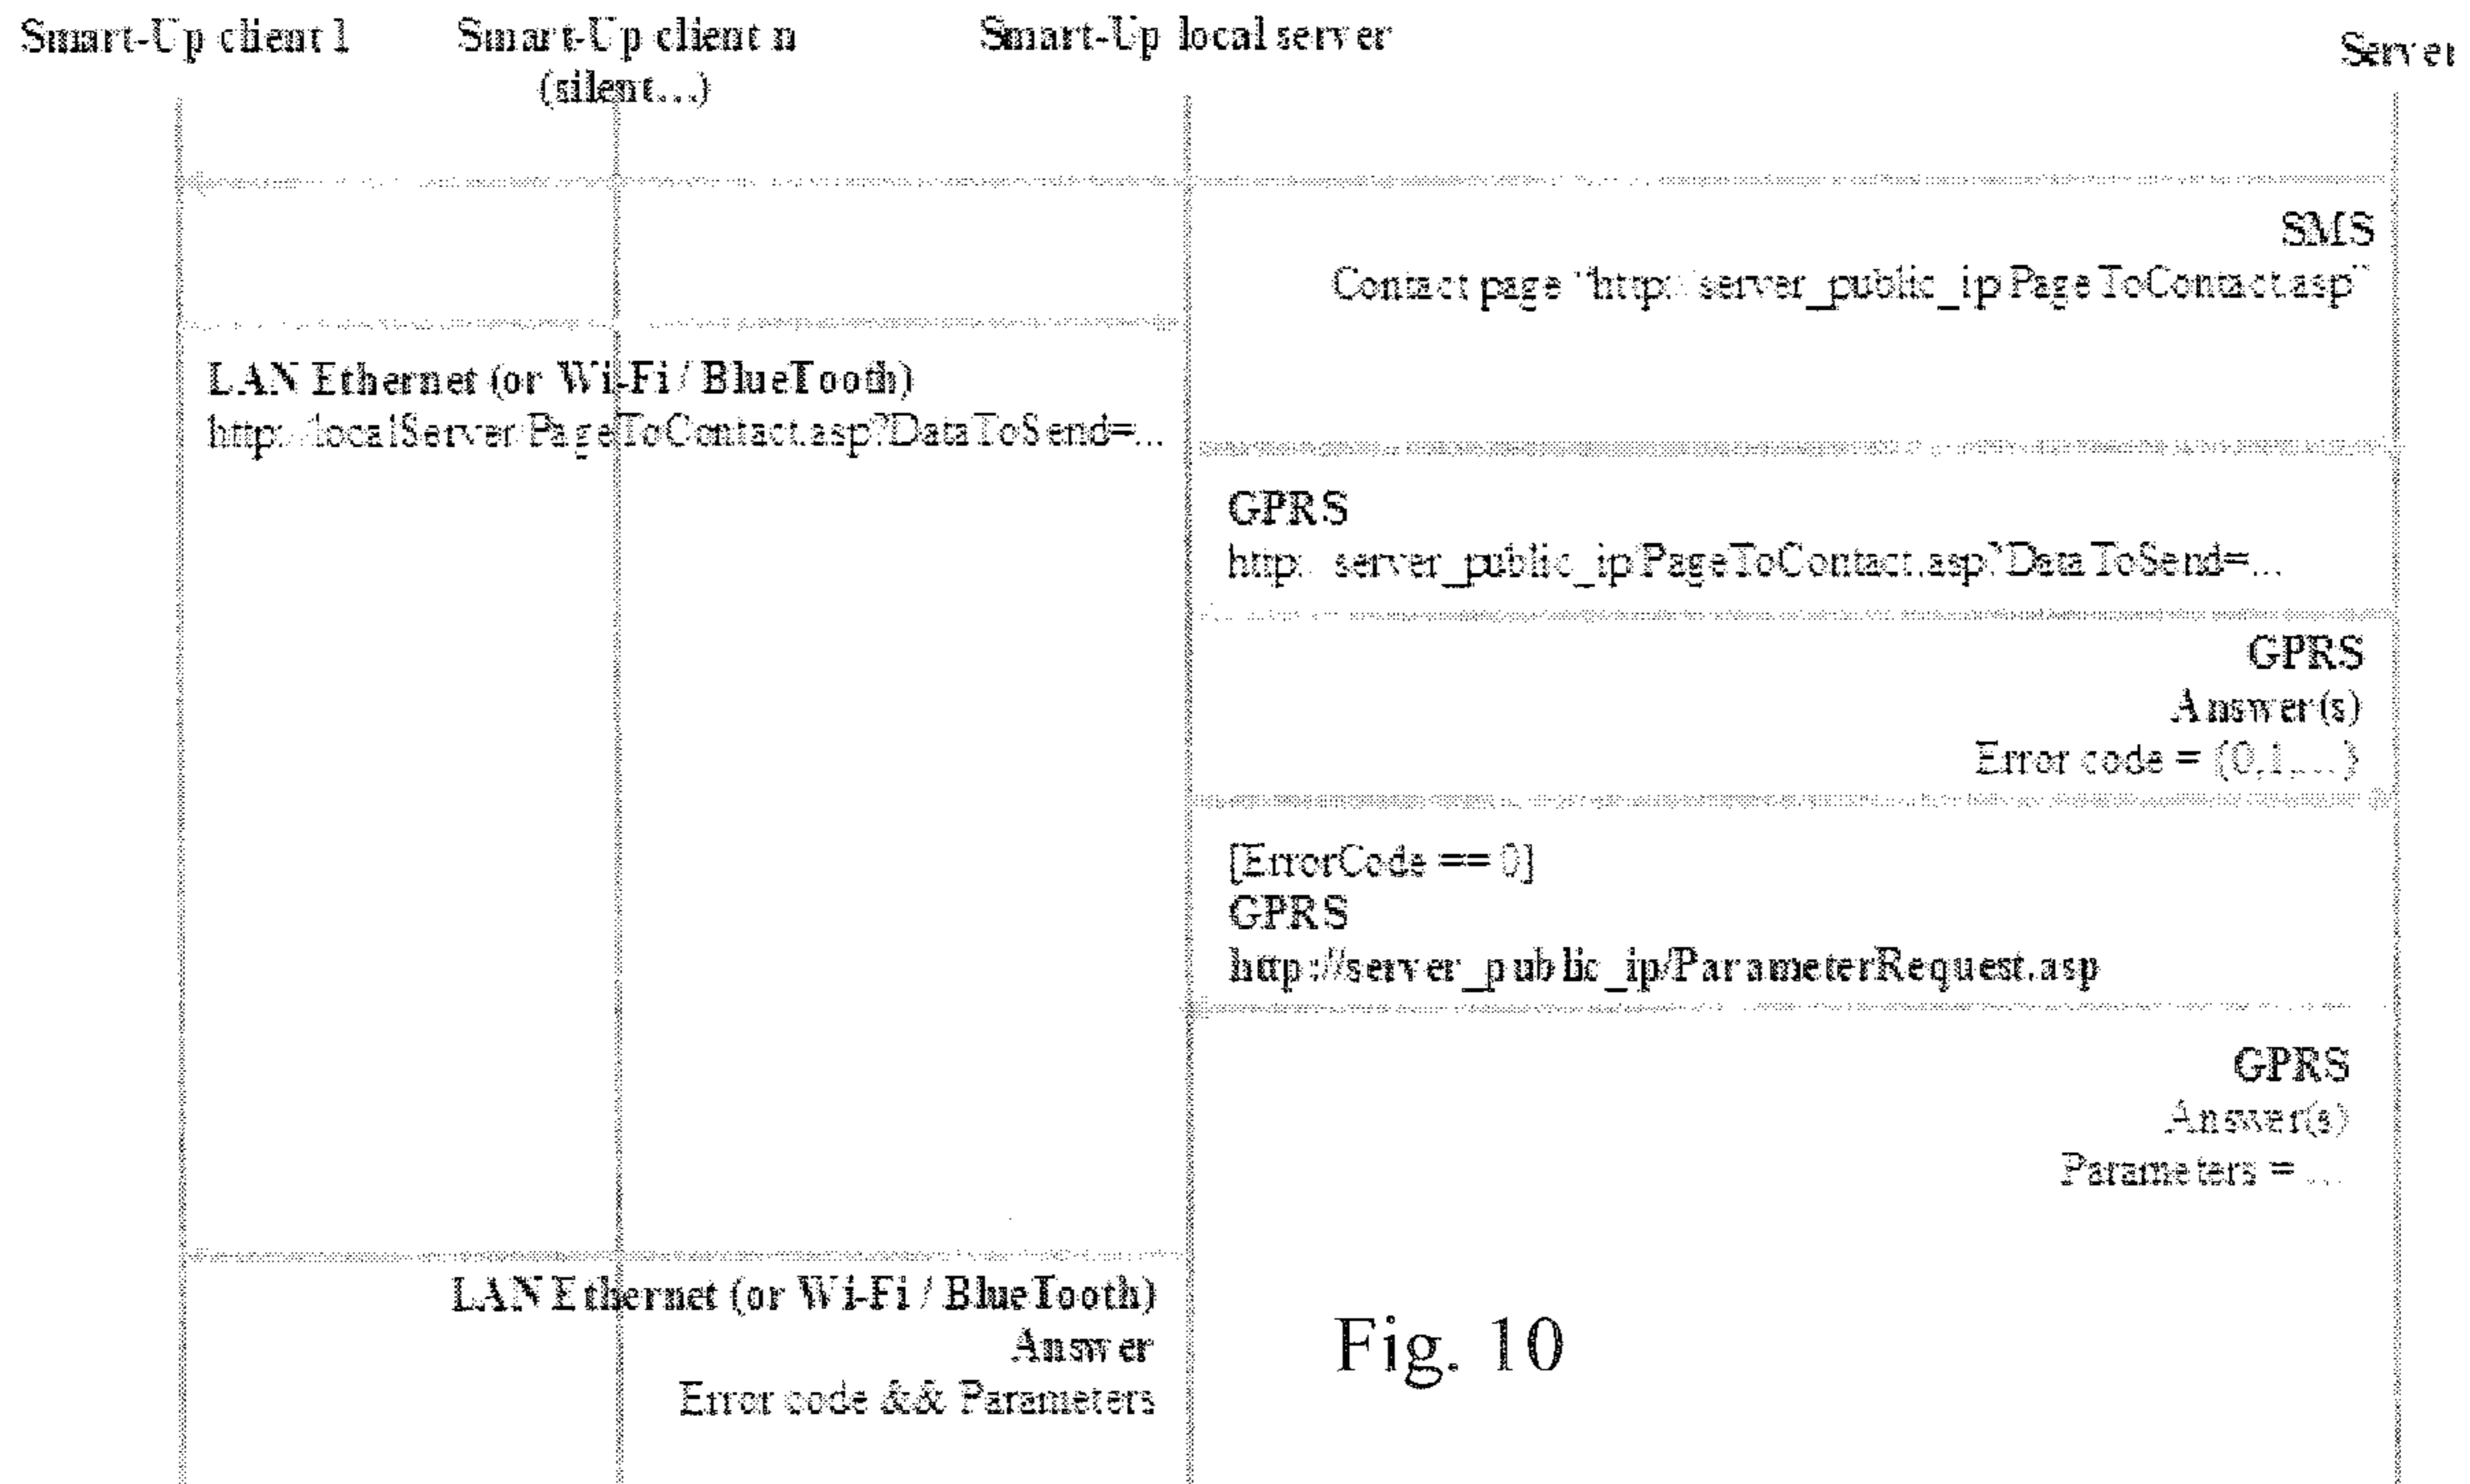 Smart-Up client 1
Smart-Up client n
(silent...)
Smart-Up local server
Server
SMS
Contact page "http://server_public_ip/PageToContact.asp"
LAN Ethernet (or Wi-Fi / BlueTooth)
http://localServer/PageToContact.asp?DataToSend=...
GPRS
http://server_public_ip/PageToContact.asp?DataToSend=...
GPRS
Answer(s)
Error code = {0,1,...}
[ErrorCode == 0]
GPRS
http://server_public_ip/ParameterRequest.asp
GPRS
Answer(s)
Parameters = ...
LAN Ethernet (or Wi-Fi / BlueTooth)
Answer
Error code && Parameters
Fig. 10